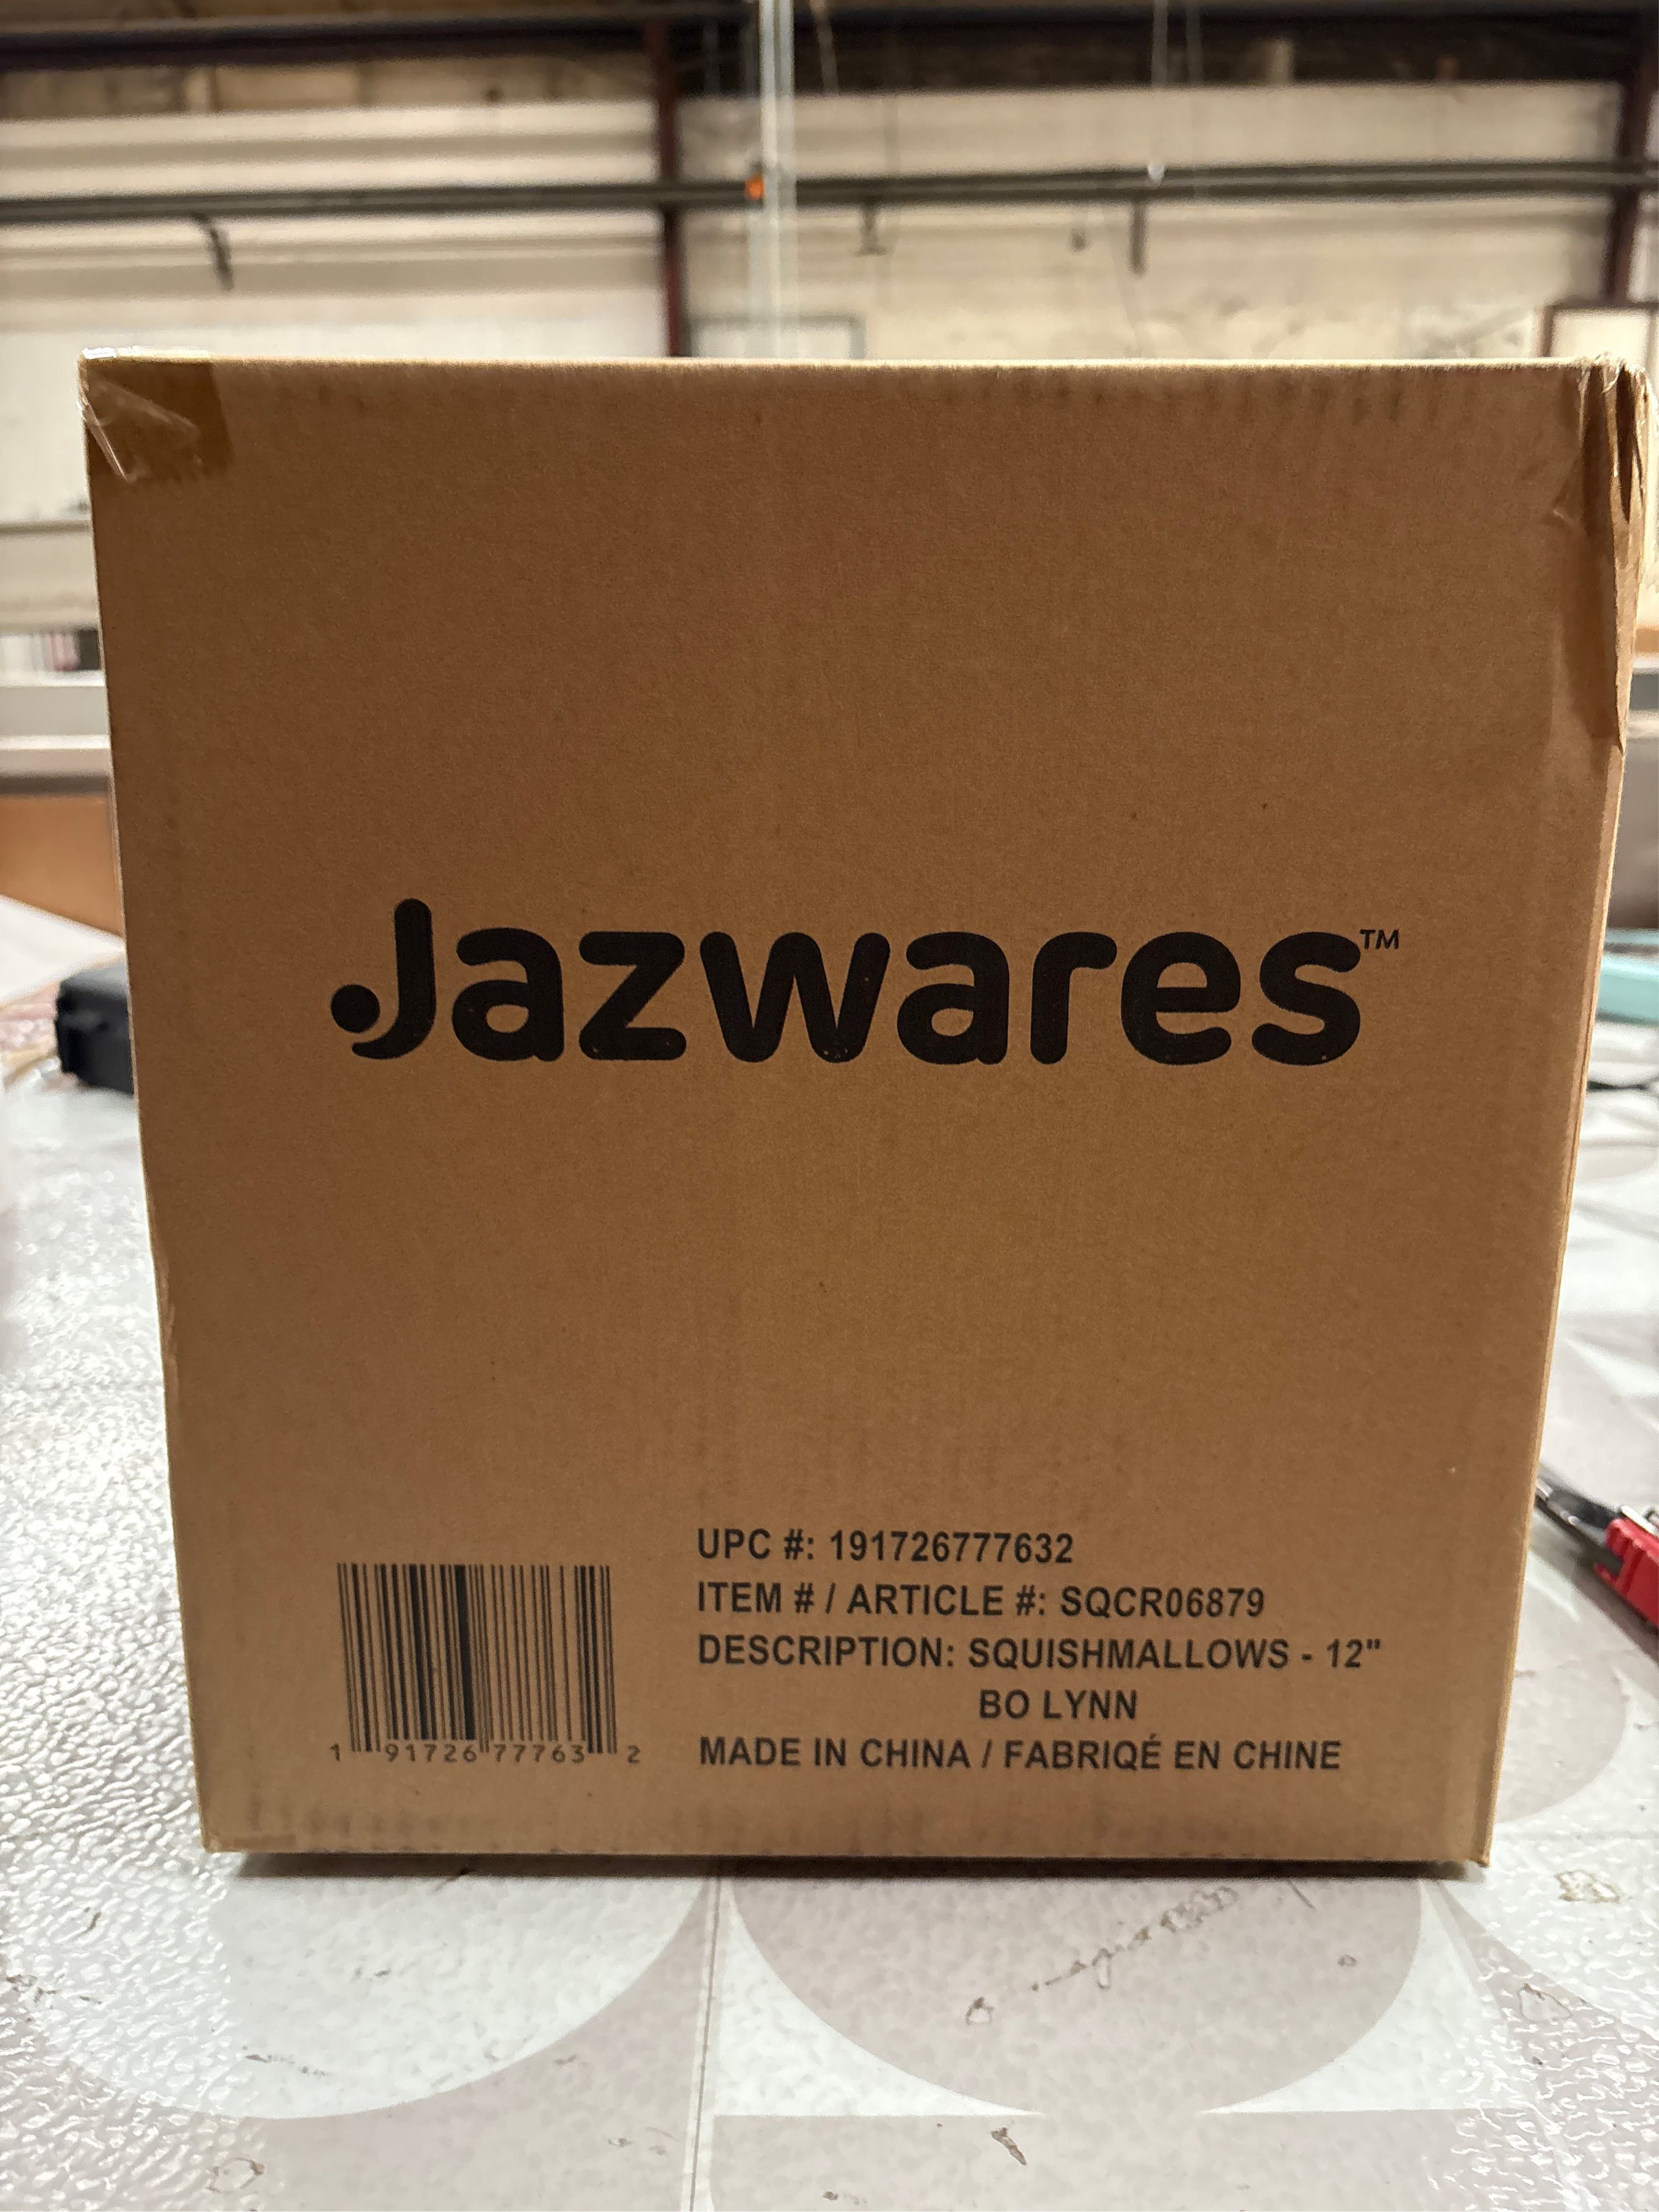 Jazwares™
UPC #: 191726777632
ITEM # / ARTICLE #: SQCR06879
DESCRIPTION: SQUISHMALLOWS - 12"
BO LYNN
MADE IN CHINA / FABRIQÉ EN CHINE
1 91726 77763 2